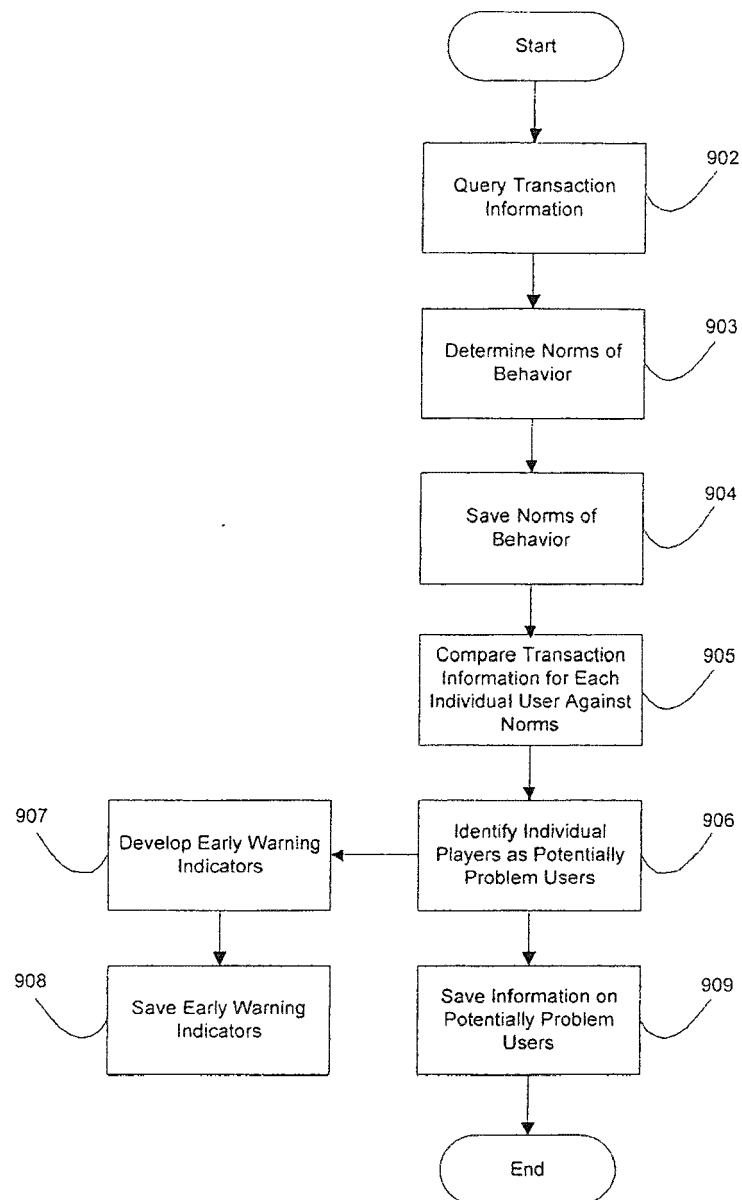 Start
902
Query Transaction
Information
903
Determine Norms of
Behavior
904
Save Norms of
Behavior
905
Compare Transaction
Information for Each
Individual User Against
Norms
907
Develop Early Warning
Indicators
906
Identify Individual
Players as Potentially
Problem Users
908
Save Early Warning
Indicators
909
Save Information on
Potentially Problem
Users
End